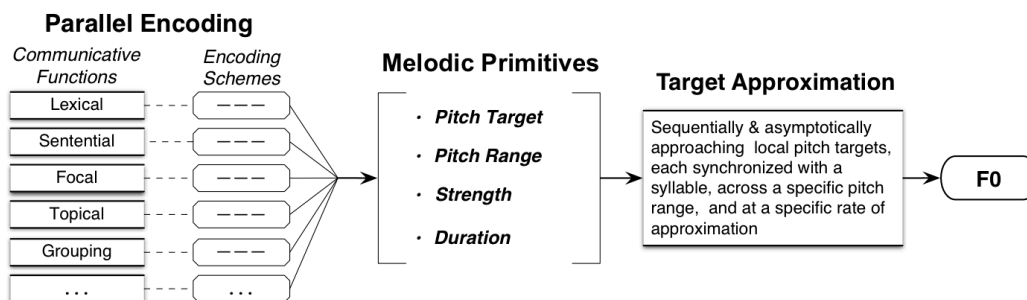 Parallel Encoding
Communicative
Functions
Encoding
Schemes
Lexical
Sentential
Focal
Topical
Grouping
...
– – –
– – –
– – –
– – –
– – –
...
Melodic Primitives
· Pitch Target
· Pitch Range
· Strength
· Duration
Target Approximation
Sequentially & asymptotically
approaching local pitch targets,
each synchronized with a
syllable, across a specific pitch
range, and at a specific rate of
approximation
F0